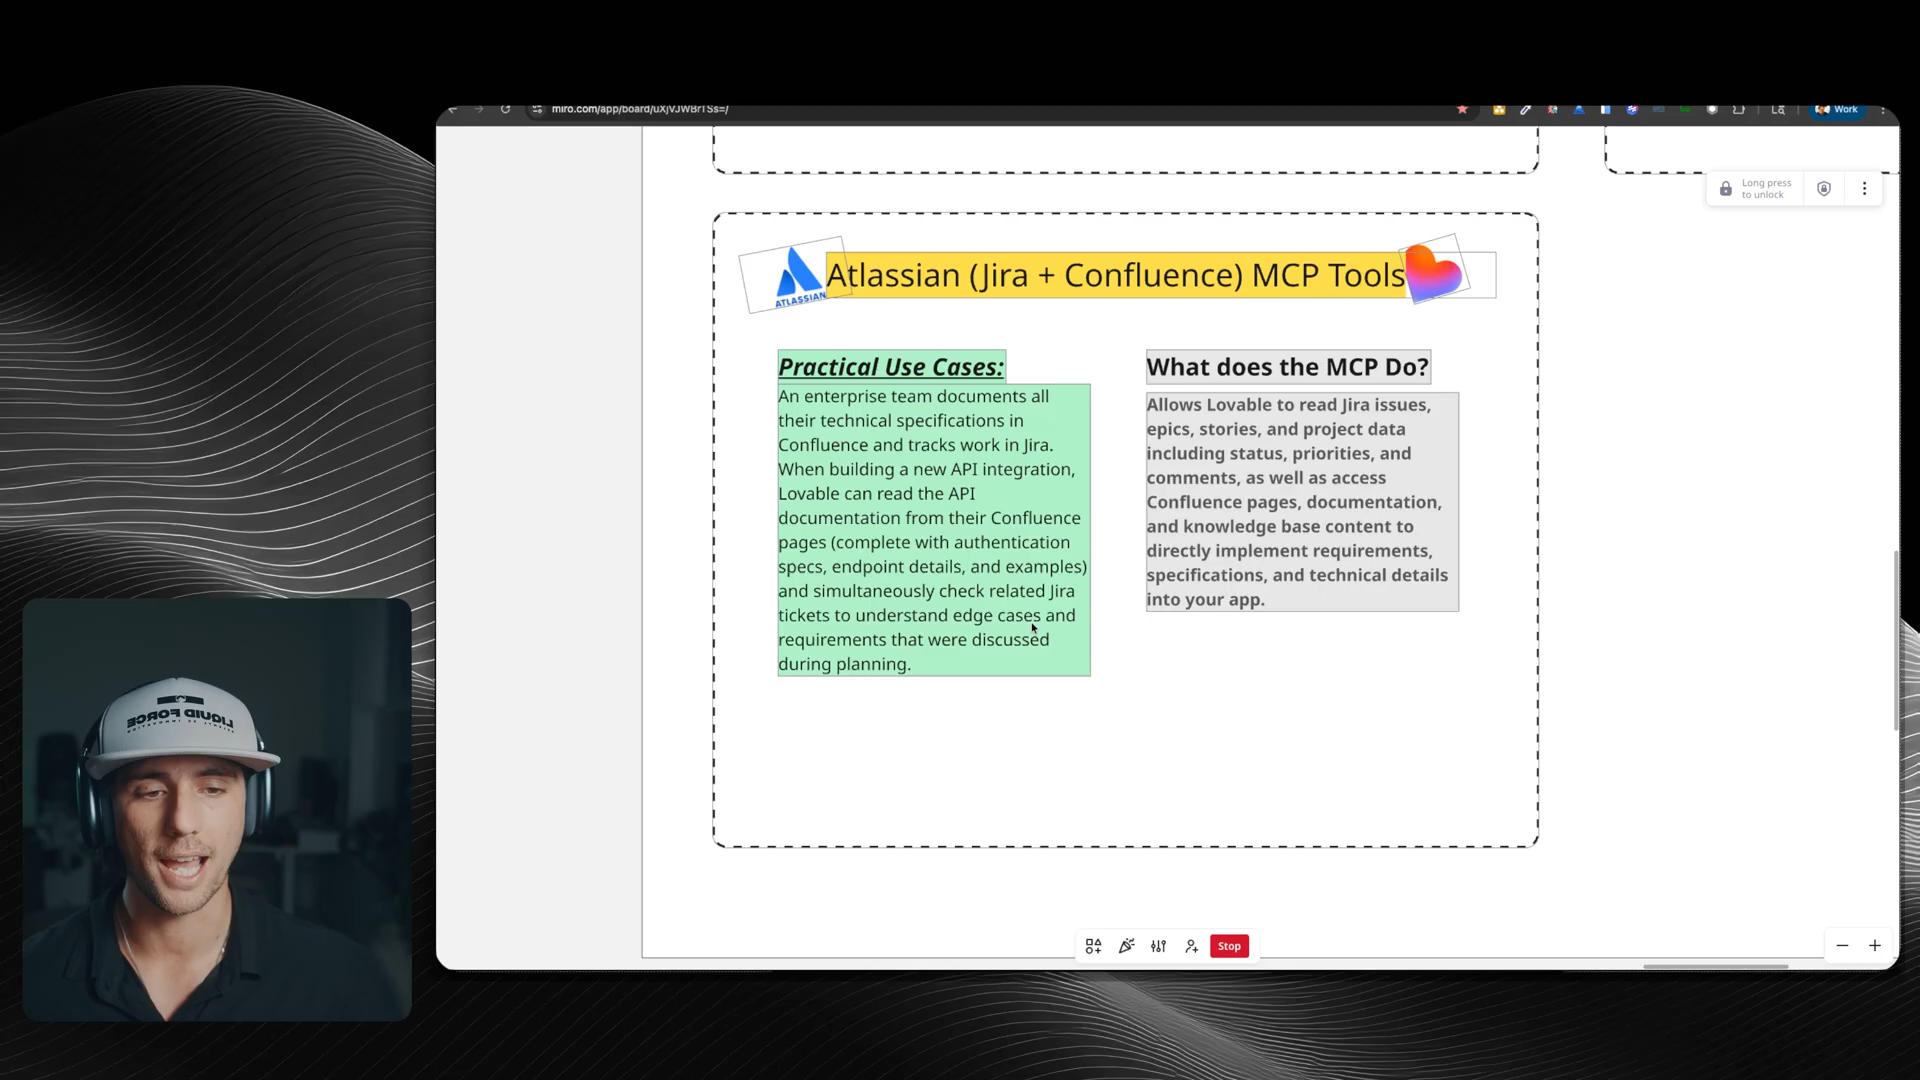 miro.com/app/board/uXjVJWBrTSs=/
Work
Long press
to unlock
ATLASSIAN
Atlassian (Jira + Confluence) MCP Tools
Practical Use Cases:
An enterprise team documents all
their technical specifications in
Confluence and tracks work in Jira.
When building a new API integration,
Lovable can read the API
documentation from their Confluence
pages (complete with authentication
specs, endpoint details, and examples)
and simultaneously check related Jira
tickets to understand edge cases and
requirements that were discussed
during planning.
What does the MCP Do?
Allows Lovable to read Jira issues,
epics, stories, and project data
including status, priorities, and
comments, as well as access
Confluence pages, documentation,
and knowledge base content to
directly implement requirements,
specifications, and technical details
into your app.
LIQUID FORCE
Stop